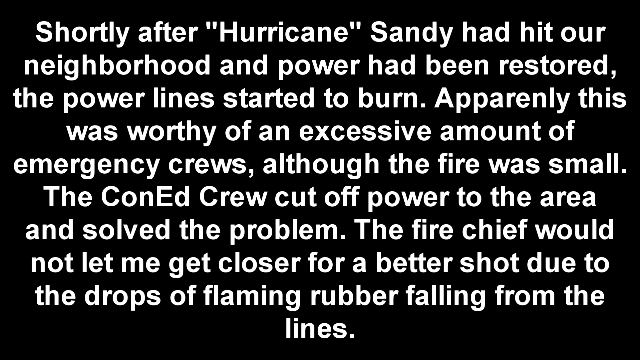 Shortly after "Hurricane" Sandy had hit our
neighborhood and power had been restored,
the power lines started to burn. Apparenly this
was worthy of an excessive amount of
emergency crews, although the fire was small.
The ConEd Crew cut off power to the area
and solved the problem. The fire chief would
not let me get closer for a better shot due to
the drops of flaming rubber falling from the
lines.